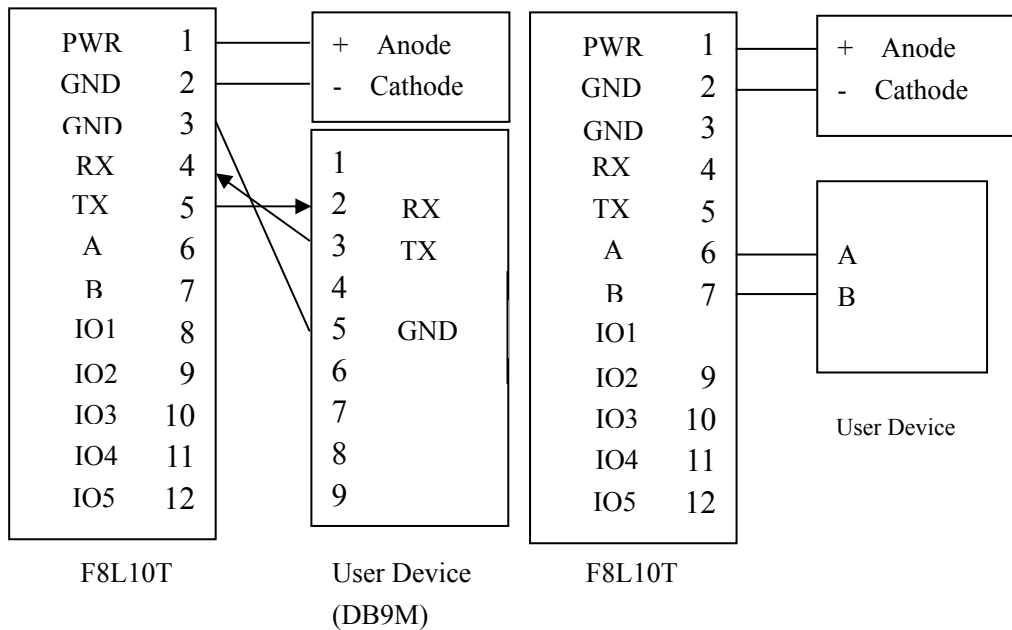 PWR 1
GND 2
GND 3
RX 4
TX 5
A 6
B 7
IO1 8
IO2 9
IO3 10
IO4 11
IO5 12
F8L10T
+ Anode
- Cathode
1
2 RX
3 TX
4
5 GND
6
7
8
9
User Device
(DB9M)
PWR 1
GND 2
GND 3
RX 4
TX 5
A 6
B 7
IO1
IO2 9
IO3 10
IO4 11
IO5 12
F8L10T
+ Anode
- Cathode
A
B
User Device